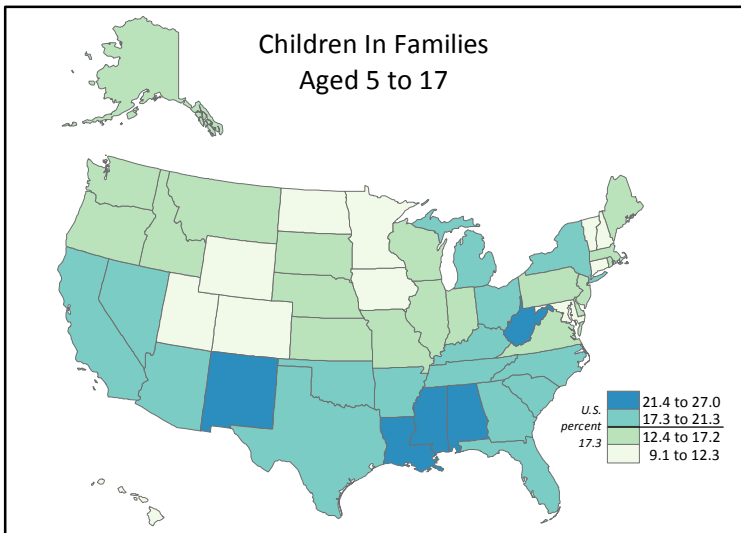 Children In Families
Aged 5 to 17
U.S.
percent
17.3
21.4 to 27.0
17.3 to 21.3
12.4 to 17.2
9.1 to 12.3